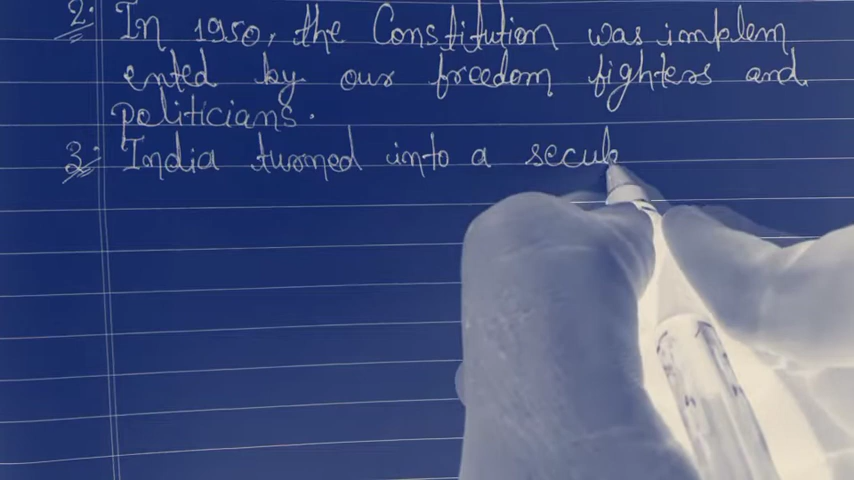 2. In 1950, the Constitution was implem
ented by our freedom fighters and
politicians.
3. India turned into a secul